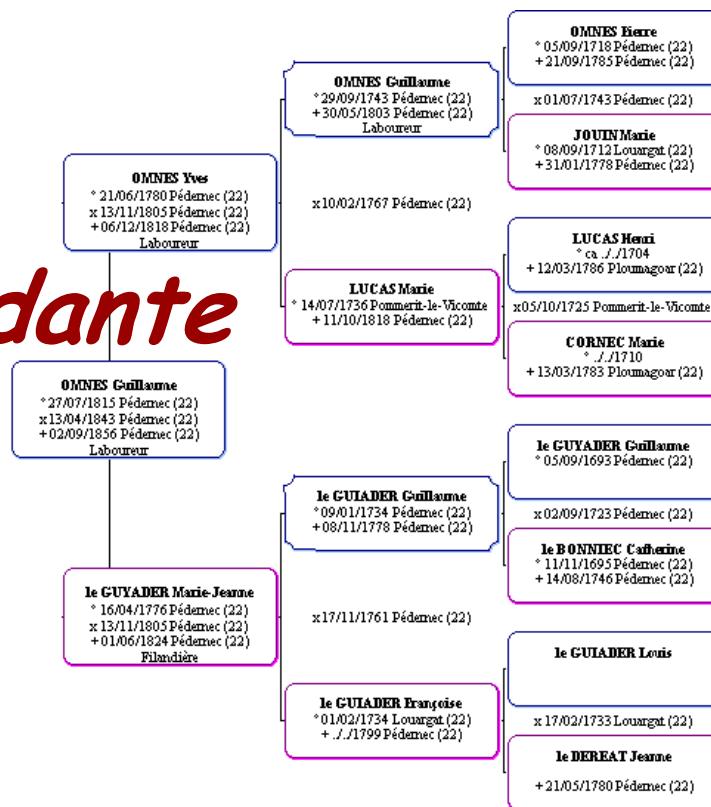 OMNES Yves
° 21/06/1780 Pédernec (22)
x 13/11/1805 Pédernec (22)
+ 06/12/1818 Pédernec (22)
Laboureur
dante
OMNES Guillaume
° 27/07/1815 Pédernec (22)
x 13/04/1843 Pédernec (22)
+ 02/09/1856 Pédernec (22)
Laboureur
le GUYADER Marie-Jeanne
° 16/04/1776 Pédernec (22)
x 13/11/1805 Pédernec (22)
+ 01/06/1824 Pédernec (22)
Filandière
OMNES Guillaume
° 29/09/1743 Pédernec (22)
+ 30/05/1803 Pédernec (22)
Laboureur
x 10/02/1767 Pédernec (22)
LUCAS Marie
° 14/07/1736 Pommerit-le-Vicomte
+ 11/10/1818 Pédernec (22)
le GUIADER Guillaume
° 09/01/1734 Pédernec (22)
+ 08/11/1778 Pédernec (22)
x 17/11/1761 Pédernec (22)
le GUIADER Françoise
° 01/02/1734 Louargat (22)
+ ././1799 Pédernec (22)
OMNES Pierre
° 05/09/1718 Pédernec (22)
+ 21/09/1785 Pédernec (22)
x 01/07/1743 Pédernec (22)
JOUIN Marie
° 08/09/1712 Louargat (22)
+ 31/01/1778 Pédernec (22)
LUCAS Henri
° ca ././1704
+ 12/03/1786 Ploumagoar (22)
x 05/10/1725 Pommerit-le-Vicomte
CORNEC Marie
° ././1710
+ 13/03/1783 Ploumagoar (22)
le GUYADER Guillaume
° 05/09/1693 Pédernec (22)
x 02/09/1723 Pédernec (22)
le BONNIEC Catherine
° 11/11/1695 Pédernec (22)
+ 14/08/1746 Pédernec (22)
le GUIADER Louis
x 17/02/1733 Louargat (22)
le DEREAT Jeanne
+ 21/05/1780 Pédernec (22)